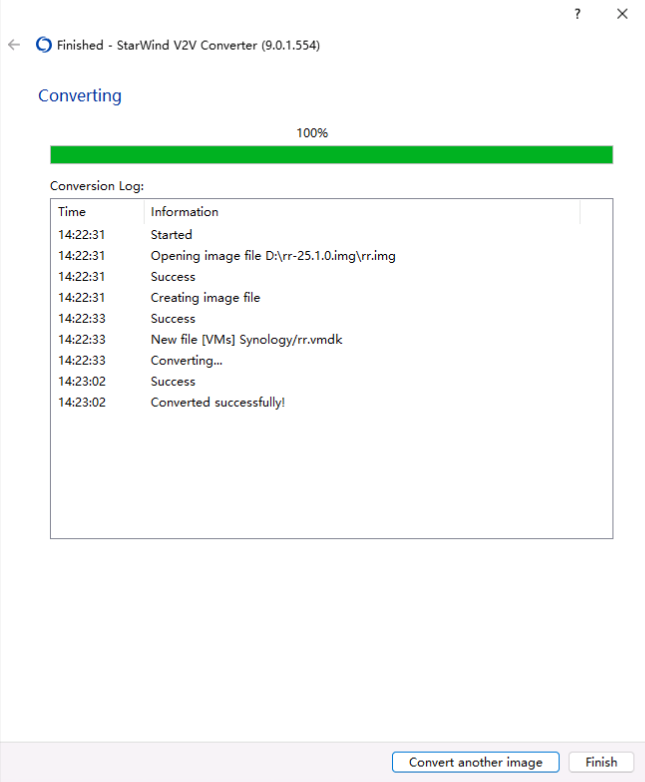 ?
Finished - StarWind V2V Converter (9.0.1.554)
Converting
100%
Conversion Log:
Time Information
14:22:31 Started
14:22:31 Opening image file D:\rr-25.1.0.img\rr.img
14:22:31 Success
14:22:31 Creating image file
14:22:33 Success
14:22:33 New file [VMs] Synology/rr.vmdk
14:22:33 Converting...
14:23:02 Success
14:23:02 Converted successfully!
Convert another image Finish